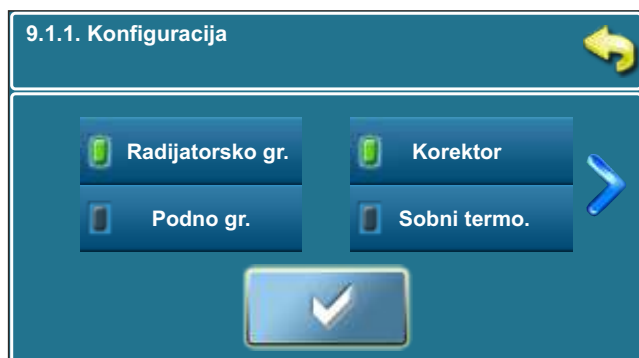 9.1.1. Konfiguracija
Radijatorsko gr.
Korektor
Podno gr.
Sobni termo.